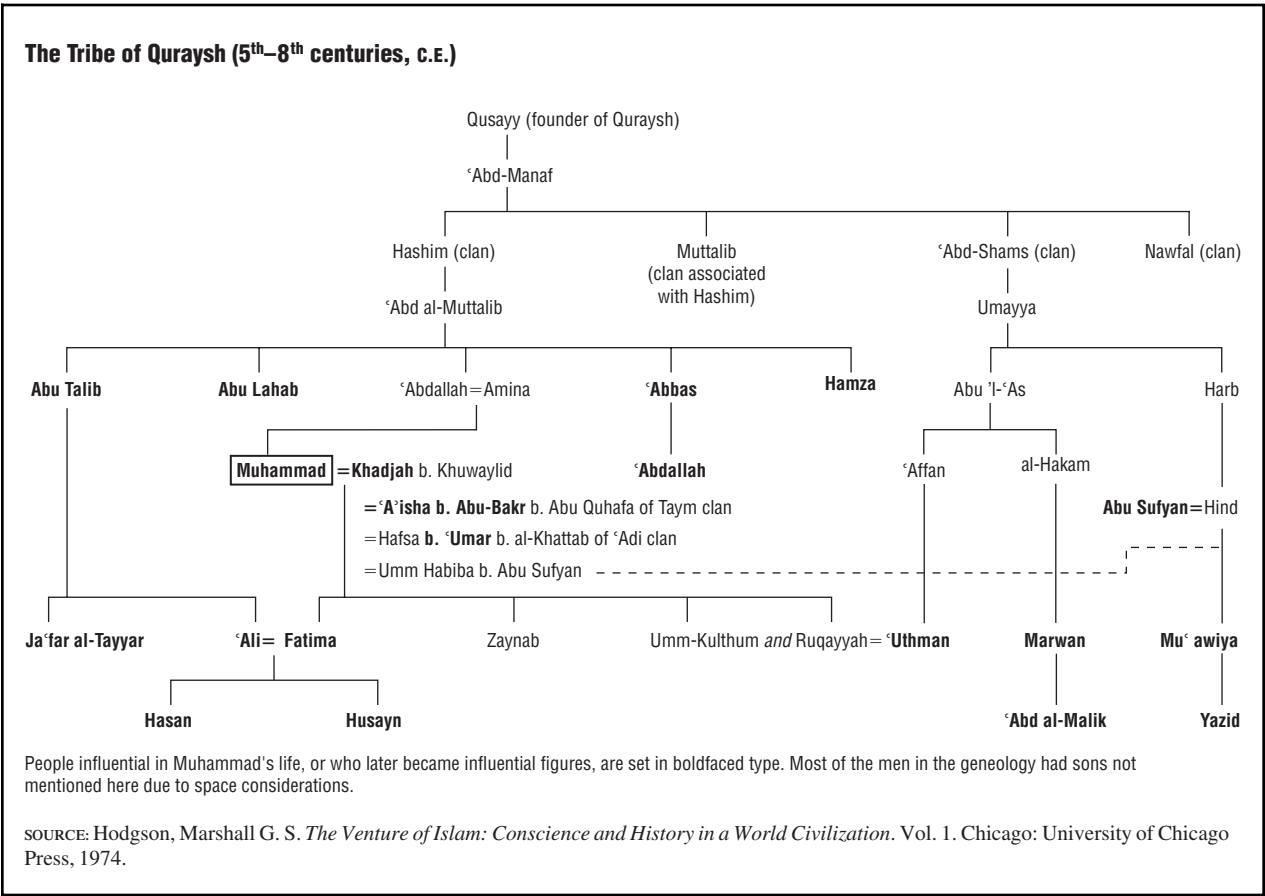 The Tribe of Quraysh (5th–8th centuries, C.E.)
Qusayy (founder of Quraysh)
ʿAbd-Manaf
Hashim (clan)
Muttalib
(clan associated
with Hashim)
ʿAbd-Shams (clan)
Nawfal (clan)
ʿAbd al-Muttalib
Umayya
Abu Talib
Abu Lahab
ʿAbdallah=Amina
ʿAbbas
Hamza
Abu 'l-ʿAs
Harb
Muhammad =Khadjah b. Khuwaylid
ʿAbdallah
ʿAffan
al-Hakam
=ʿAʾisha b. Abu-Bakr b. Abu Quhafa of Taym clan
Abu Sufyan=Hind
=Hafsa b. ʿUmar b. al-Khattab of ʿAdi clan
=Umm Habiba b. Abu Sufyan
Jaʿfar al-Tayyar
ʿAli= Fatima
Zaynab
Umm-Kulthum and Ruqayyah=ʿUthman
Marwan
Muʿ awiya
Hasan
Husayn
ʿAbd al-Malik
Yazid
People influential in Muhammad's life, or who later became influential figures, are set in boldfaced type. Most of the men in the geneology had sons not
mentioned here due to space considerations.
SOURCE: Hodgson, Marshall G. S. The Venture of Islam: Conscience and History in a World Civilization. Vol. 1. Chicago: University of Chicago
Press, 1974.